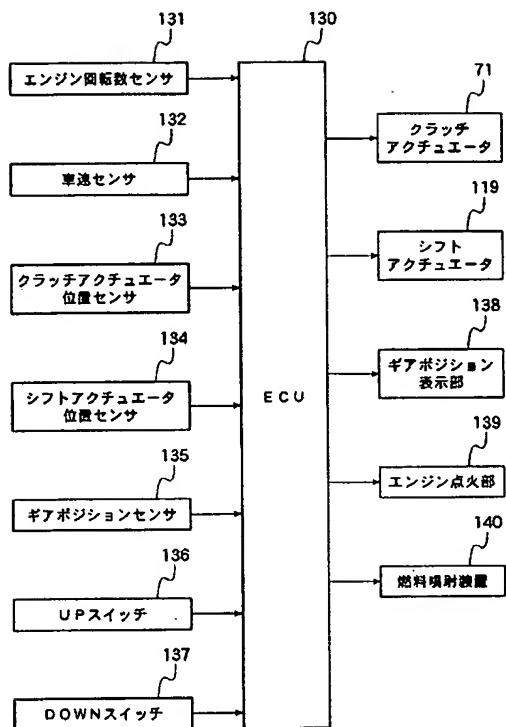 131
エンジン回転数センサ
132
車速センサ
133
クラッチアクチュエータ
位置センサ
134
シフトアクチュエータ
位置センサ
135
ギアポジションセンサ
136
UPスイッチ
137
DOWNスイッチ
130
ECU
71
クラッチ
アクチュエータ
119
シフト
アクチュエータ
138
ギアポジション
表示部
139
エンジン点火部
140
燃料噴射装置